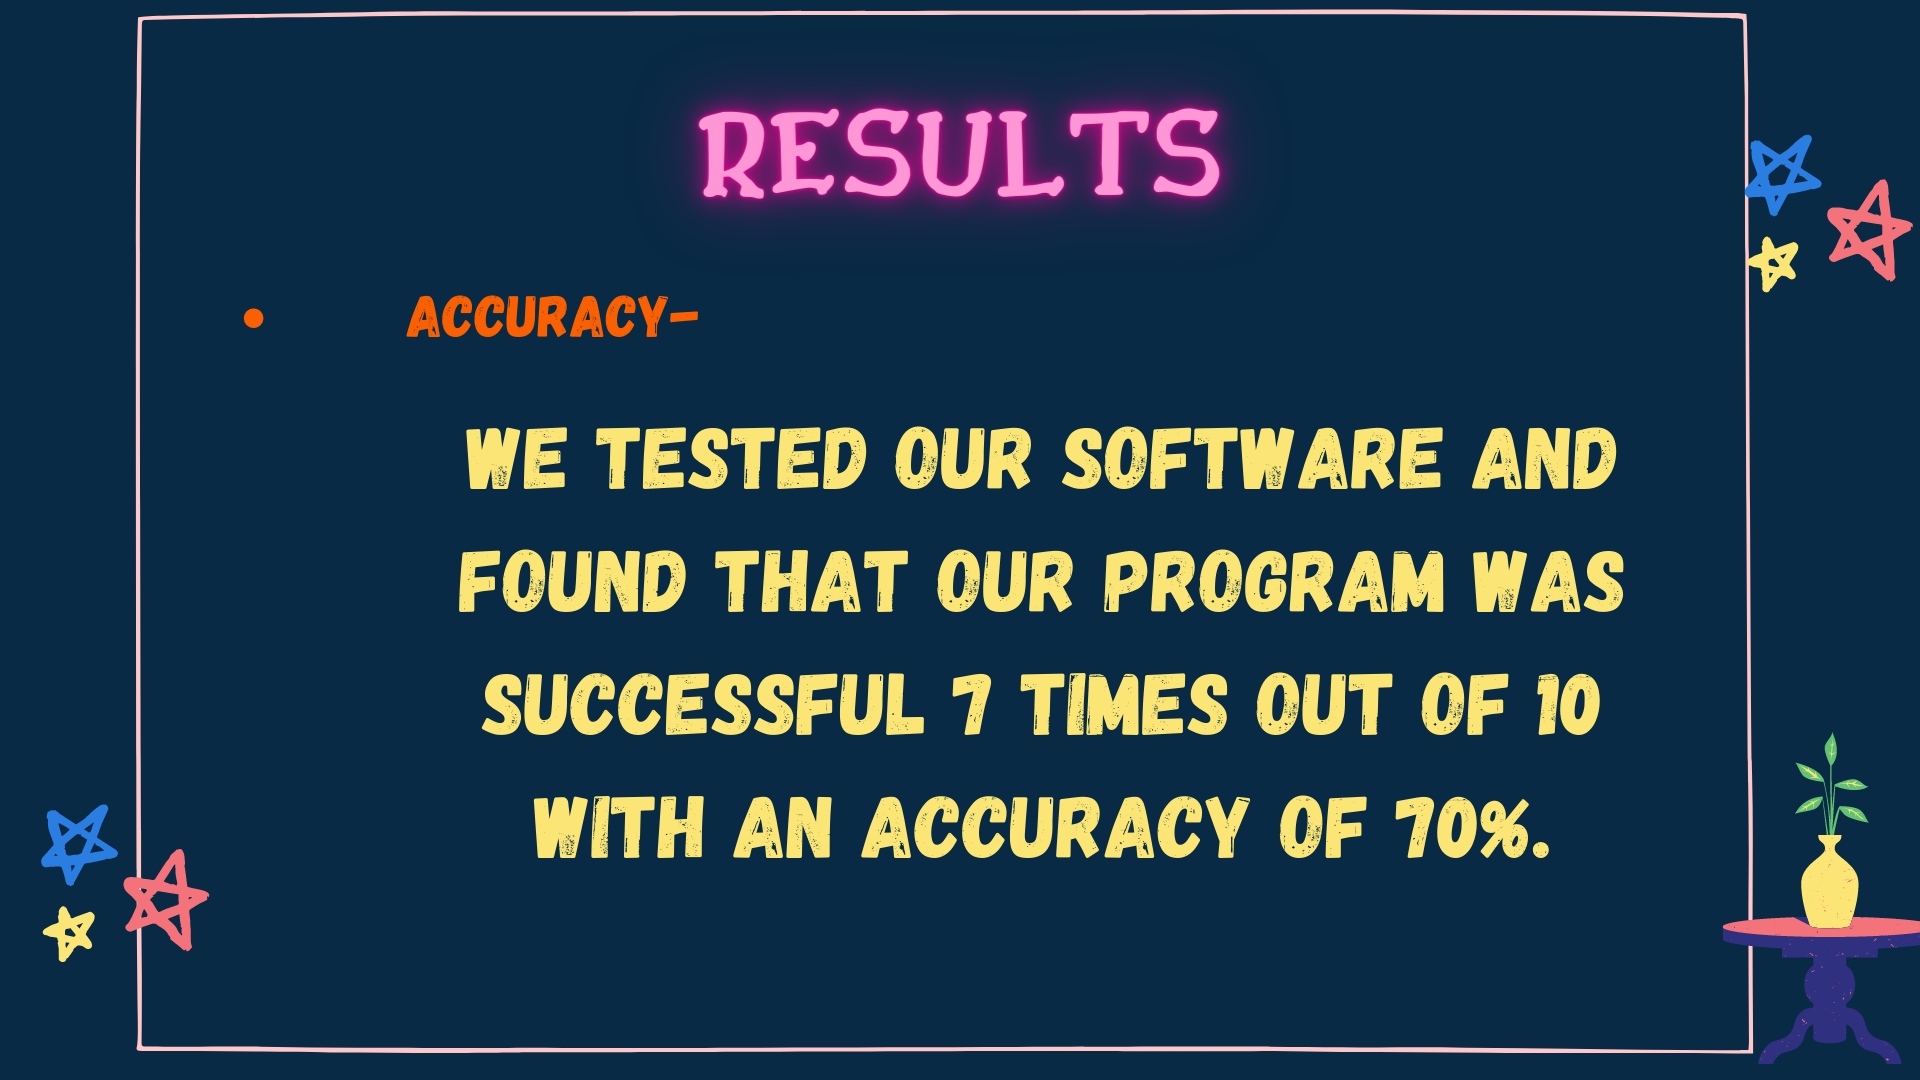 RESULTS
• ACCURACY-
WE TESTED OUR SOFTWARE AND
FOUND THAT OUR PROGRAM WAS
SUCCESSFUL 7 TIMES OUT OF 10
WITH AN ACCURACY OF 70%.